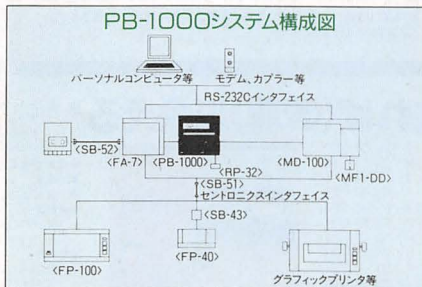 PB-1000システム構成図
パーソナルコンピュータ等
モデム、カプラー等
RS-232Cインタフェイス
〈SB-52〉
〈FA-7〉
〈PB-1000〉
〈MD-100〉
〈RP-32〉
〈MF1-DD〉
〈SB-51〉
セントロニクスインタフェイス
〈SB-43〉
〈FP-100〉
〈FP-40〉
グラフィックプリンタ等